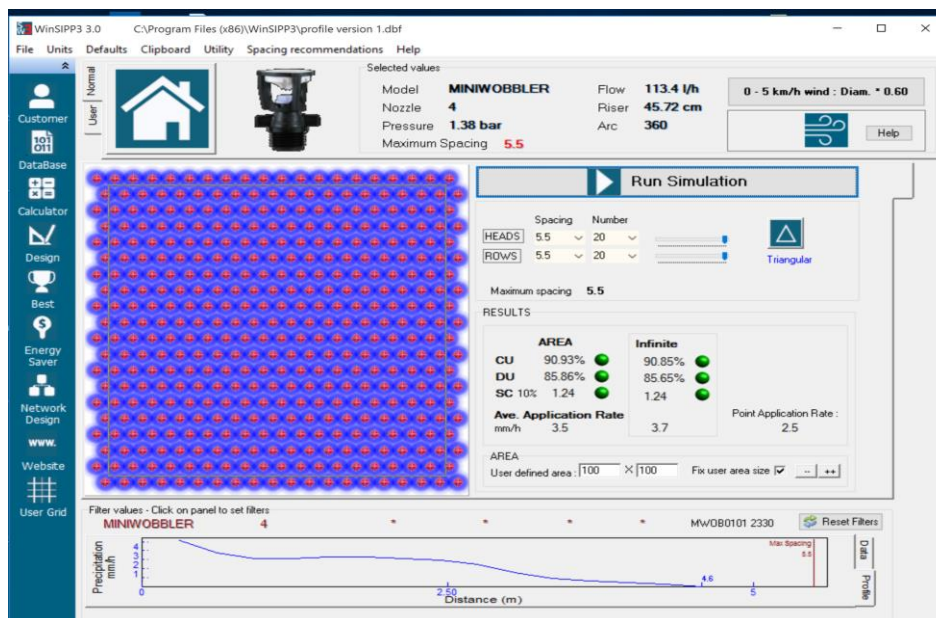 WinSIPP3 3.0 C:\Program Files (x86)\WinSIPP3\profile version 1.dbf
File Units Defaults Clipboard Utility Spacing recommendations Help
Customer
DataBase
Calculator
Design
Best
Energy
Saver
Network
Design
www.
Website
User Grid
Normal
User
Selected values
Model MINIWOBBLER Flow 113.4 l/h
Nozzle 4 Riser 45.72 cm
Pressure 1.38 bar Arc 360
Maximum Spacing 5.5
0 - 5 km/h wind : Diam. * 0.60
Help
Run Simulation
Spacing Number
HEADS 5.5 20
ROWS 5.5 20
Triangular
Maximum spacing 5.5
RESULTS
AREA Infinite
CU 90.93% 90.85%
DU 85.86% 85.65%
SC 10% 1.24 1.24
Ave. Application Rate Point Application Rate :
mm/h 3.5 3.7 2.5
AREA
User defined area : 100 X 100 Fix user area size -- ++
Filter values - Click on panel to set filters
MINIWOBBLER 4 * * * * MWOB0101 2330 Reset Filters
Precipitation
mm/h
4
3
2
1
Max Spacing
5.5
4.6
0 2.50 5
Distance (m)
Data
Profile